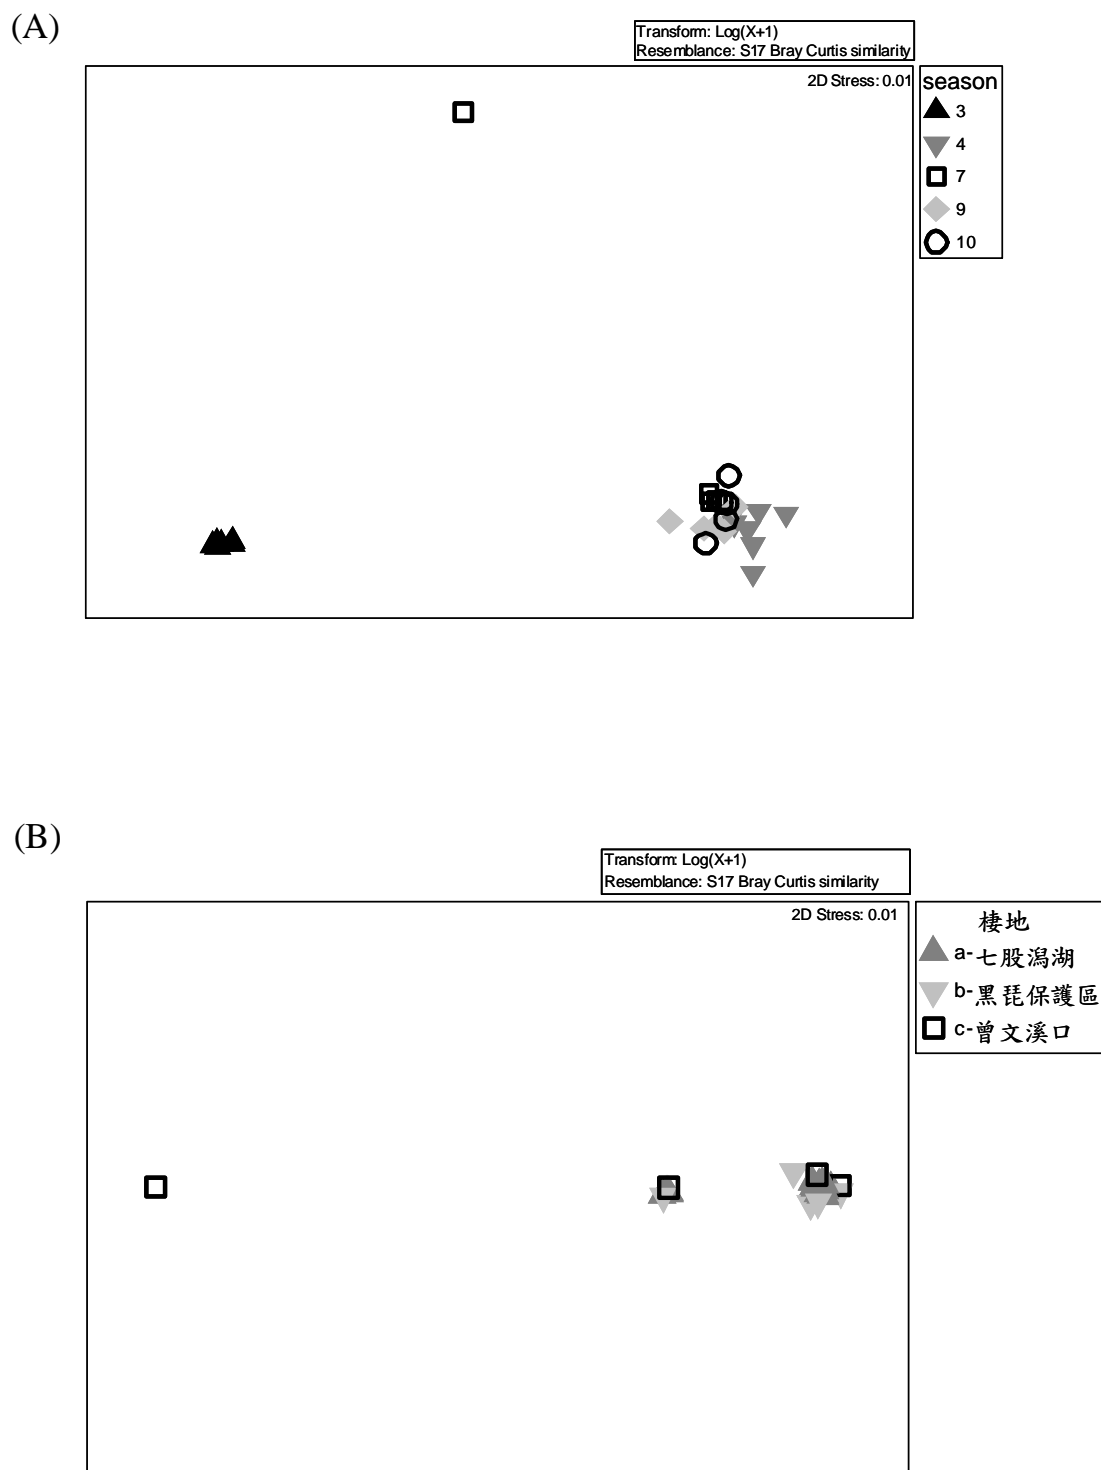 (A)
Transform: Log(X+1)
Resemblance: S17 Bray Curtis similarity
2D Stress: 0.01
season
3
4
7
9
10
(B)
Transform: Log(X+1)
Resemblance: S17 Bray Curtis similarity
2D Stress: 0.01
棲地
a-七股潟湖
b-黑琵保護區
c-曾文溪口